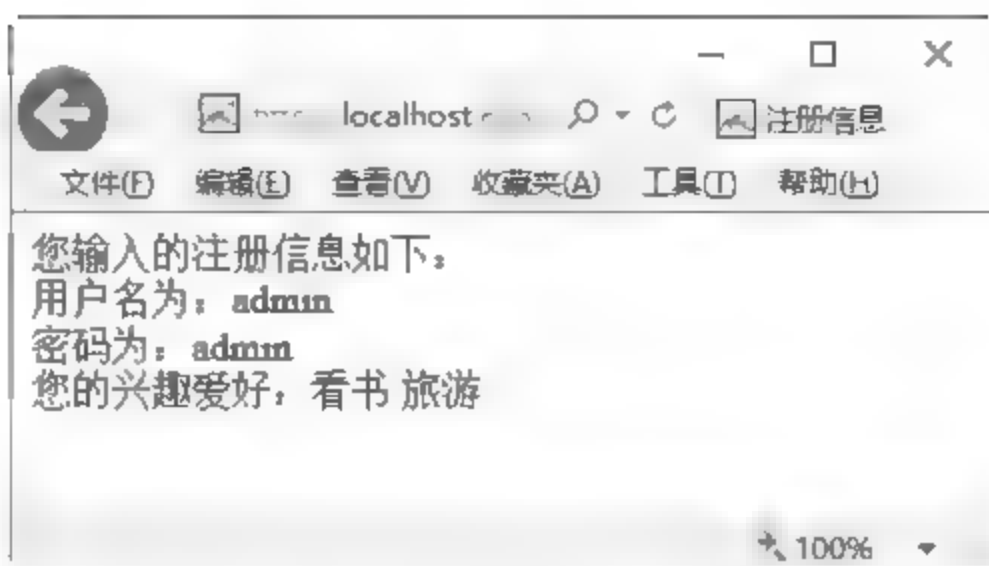 localhost
注册信息
文件(F) 编辑(E) 查看(V) 收藏夹(A) 工具(T) 帮助(H)
您输入的注册信息如下：
用户名为：admin
密码为：admin
您的兴趣爱好：看书 旅游
100%